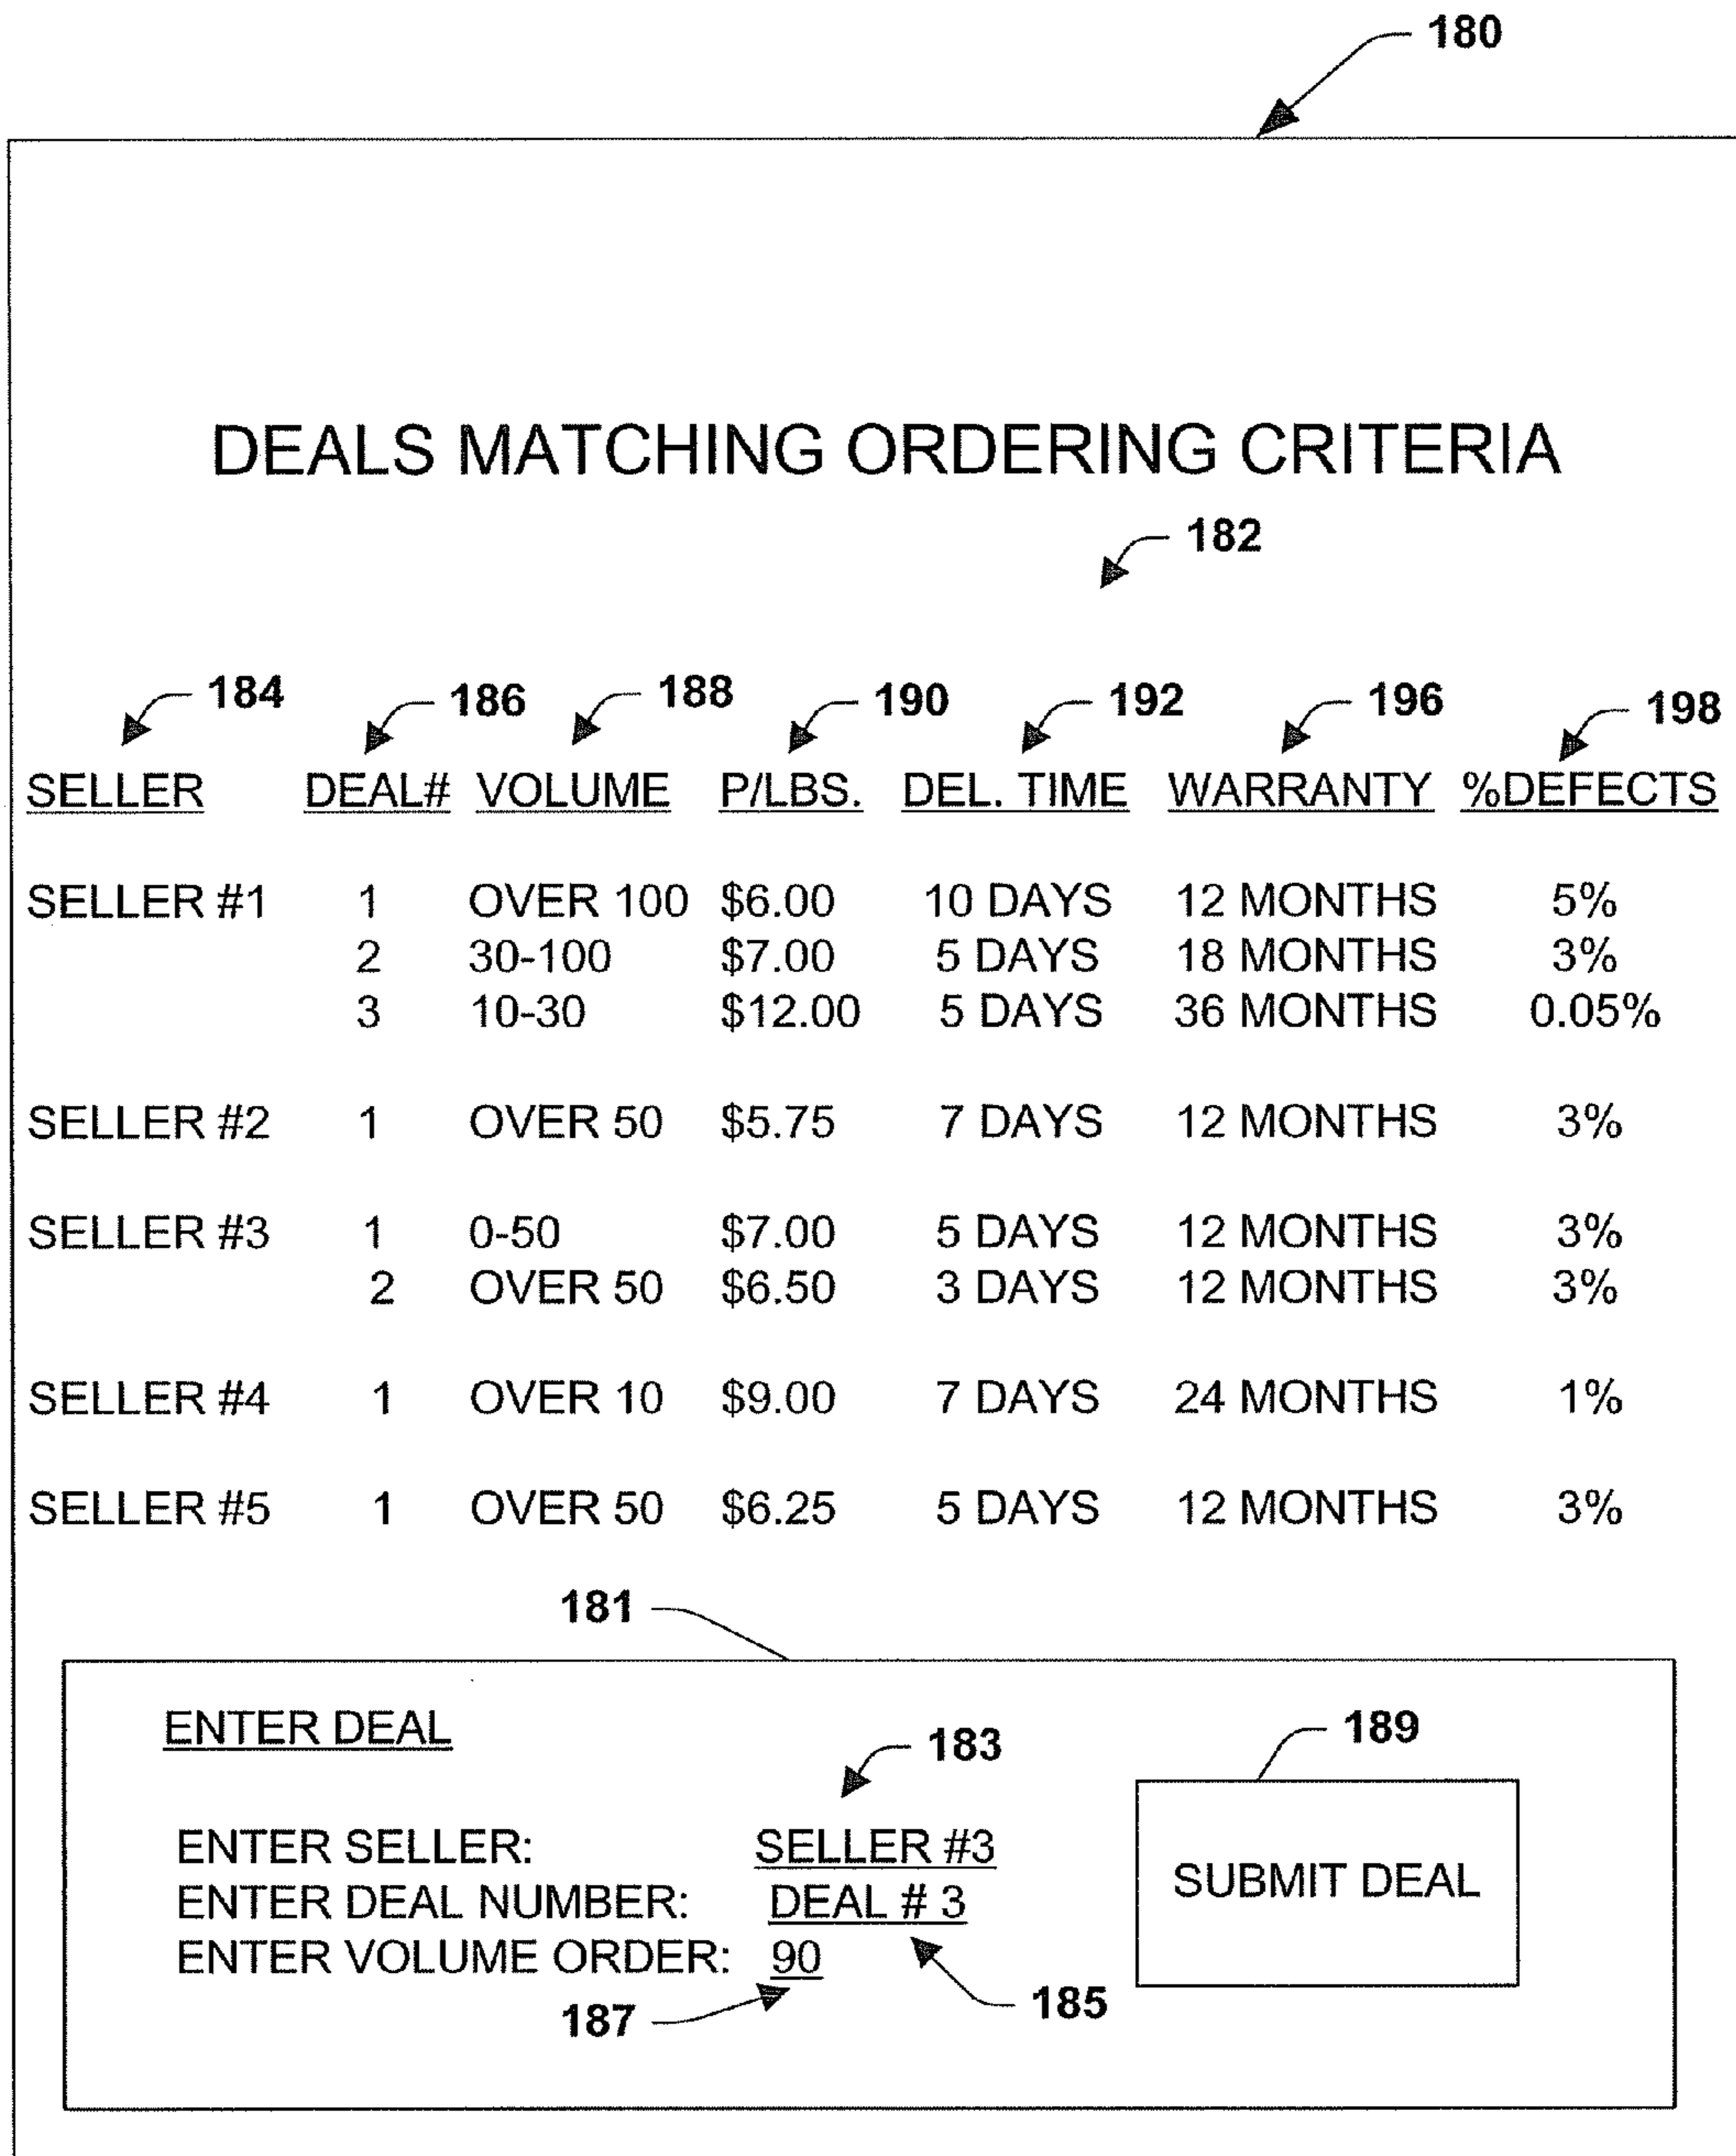 180
DEALS MATCHING ORDERING CRITERIA
182
184 186 188 190 192 196 198
SELLER DEAL# VOLUME P/LBS. DEL. TIME WARRANTY %DEFECTS
SELLER #1 1 OVER 100 $6.00 10 DAYS 12 MONTHS 5%
2 30-100 $7.00 5 DAYS 18 MONTHS 3%
3 10-30 $12.00 5 DAYS 36 MONTHS 0.05%
SELLER #2 1 OVER 50 $5.75 7 DAYS 12 MONTHS 3%
SELLER #3 1 0-50 $7.00 5 DAYS 12 MONTHS 3%
2 OVER 50 $6.50 3 DAYS 12 MONTHS 3%
SELLER #4 1 OVER 10 $9.00 7 DAYS 24 MONTHS 1%
SELLER #5 1 OVER 50 $6.25 5 DAYS 12 MONTHS 3%
181
ENTER DEAL
183 189
ENTER SELLER: SELLER #3
ENTER DEAL NUMBER: DEAL # 3
SUBMIT DEAL
ENTER VOLUME ORDER: 90
187 185